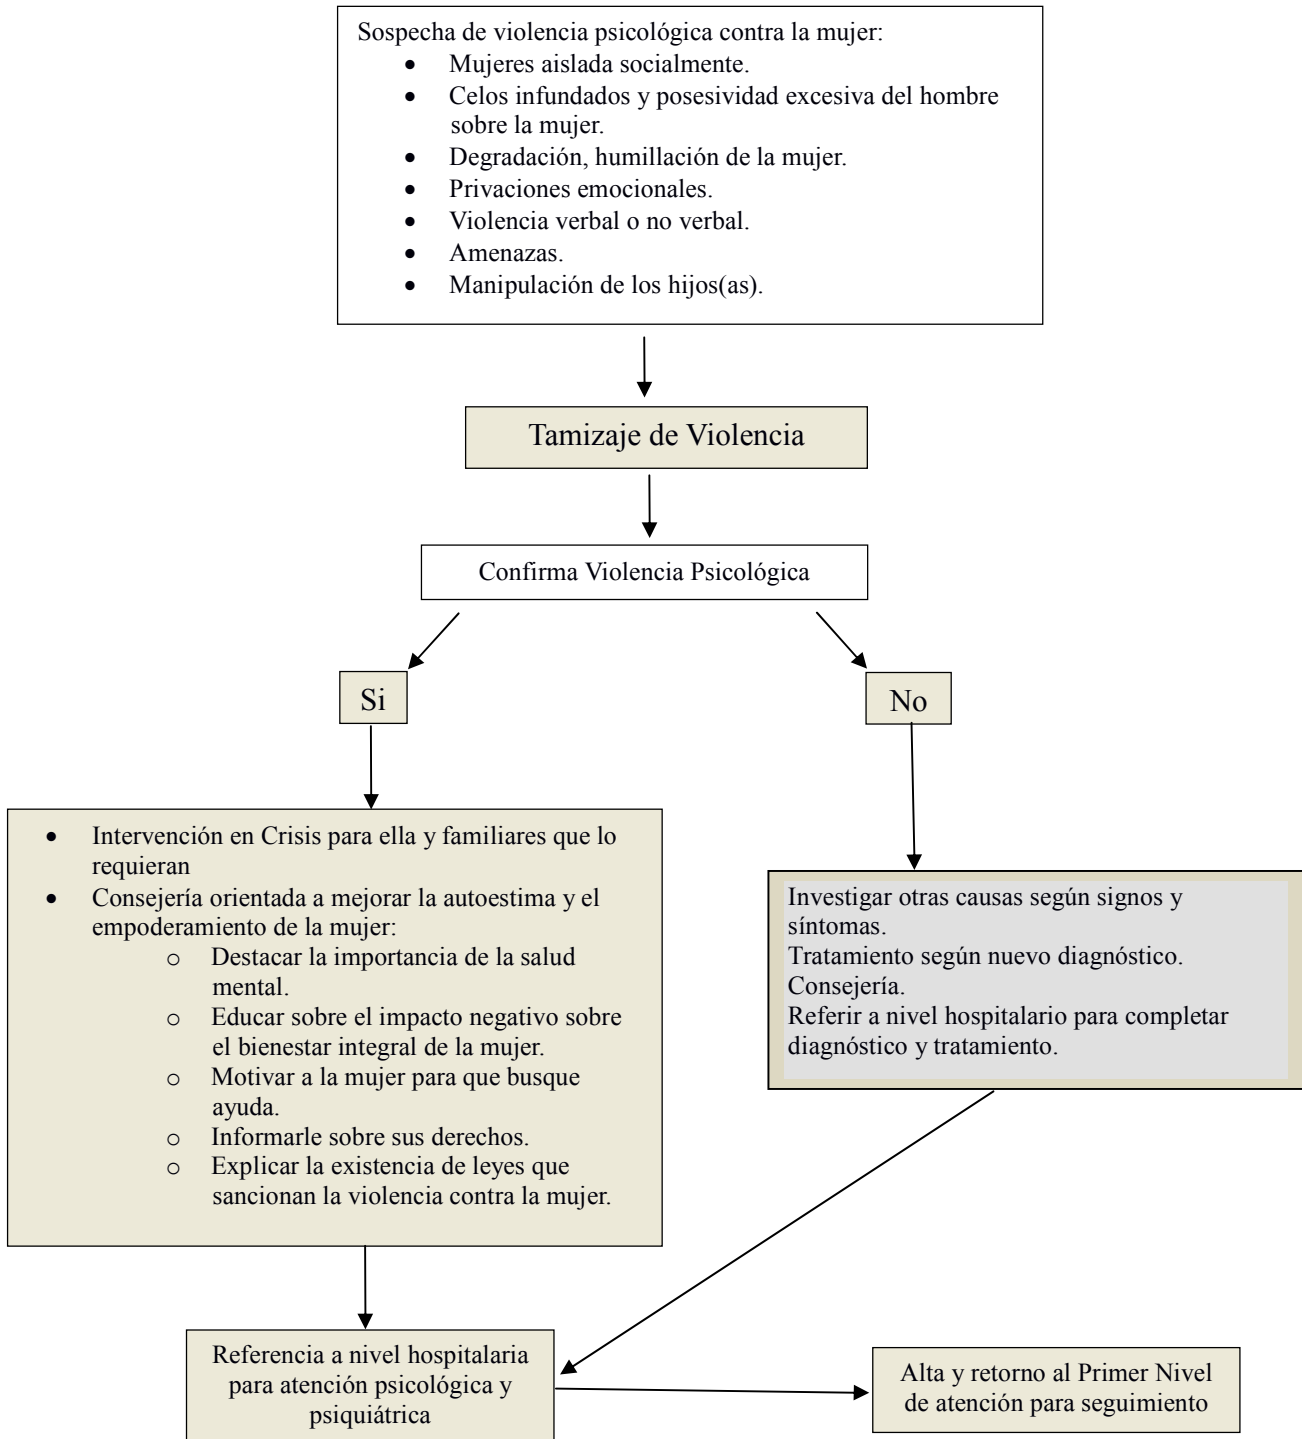 Sospecha de violencia psicológica contra la mujer:
• Mujeres aislada socialmente.
• Celos infundados y posesividad excesiva del hombre
sobre la mujer.
• Degradación, humillación de la mujer.
• Privaciones emocionales.
• Violencia verbal o no verbal.
• Amenazas.
• Manipulación de los hijos(as).
Tamizaje de Violencia
Confirma Violencia Psicológica
Si
No
• Intervención en Crisis para ella y familiares que lo
requieran
• Consejería orientada a mejorar la autoestima y el
empoderamiento de la mujer:
o Destacar la importancia de la salud
mental.
o Educar sobre el impacto negativo sobre
el bienestar integral de la mujer.
o Motivar a la mujer para que busque
ayuda.
o Informarle sobre sus derechos.
o Explicar la existencia de leyes que
sancionan la violencia contra la mujer.
Investigar otras causas según signos y
síntomas.
Tratamiento según nuevo diagnóstico.
Consejería.
Referir a nivel hospitalario para completar
diagnóstico y tratamiento.
Referencia a nivel hospitalaria
para atención psicológica y
psiquiátrica
Alta y retorno al Primer Nivel
de atención para seguimiento